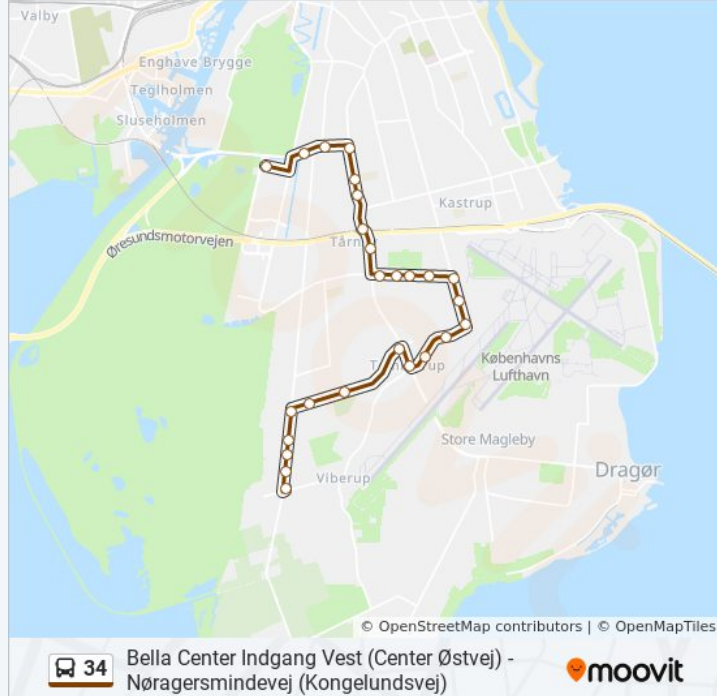 Valby
Enghave Brygge
Teglholmen
Sluseholmen
Kastrup
Øresundsmotorvejen
Københavns
Lufthavn
Store Magleby
Dragør
Viberup
© OpenStreetMap contributors | © OpenMapTiles
34
Bella Center Indgang Vest (Center Østvej) -
Nøragersmindevej (Kongelundsvej)
moovit